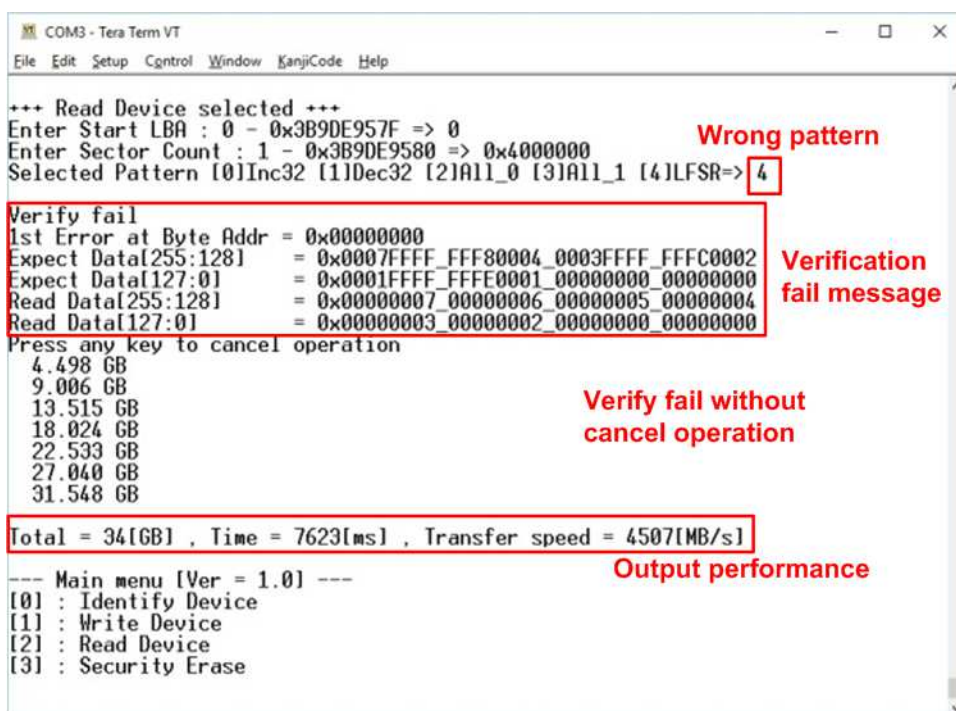 COM3 - Tera Term VT
File Edit Setup Control Window KanjiCode Help
+++ Read Device selected +++
Enter Start LBA : 0 - 0x3B9DE957F => 0
Enter Sector Count : 1 - 0x3B9DE9580 => 0x4000000
Wrong pattern
Selected Pattern [0]Inc32 [1]Dec32 [2]All_0 [3]All_1 [4]LFSR=> 4
Verify fail
1st Error at Byte Addr = 0x00000000
Expect Data[255:128] = 0x0007FFFF_FFF80004_0003FFFF_FFFC0002
Expect Data[127:0] = 0x0001FFFF_FFFE0001_00000000_00000000
Read Data[255:128] = 0x00000007_00000006_00000005_00000004
Read Data[127:0] = 0x00000003_00000002_00000000_00000000
Verification
fail message
Press any key to cancel operation
4.498 GB
9.006 GB
13.515 GB
18.024 GB
22.533 GB
27.040 GB
31.548 GB
Verify fail without
cancel operation
Total = 34[GB] , Time = 7623[ms] , Transfer speed = 4507[MB/s]
Output performance
--- Main menu [Ver = 1.0] ---
[0] : Identify Device
[1] : Write Device
[2] : Read Device
[3] : Security Erase